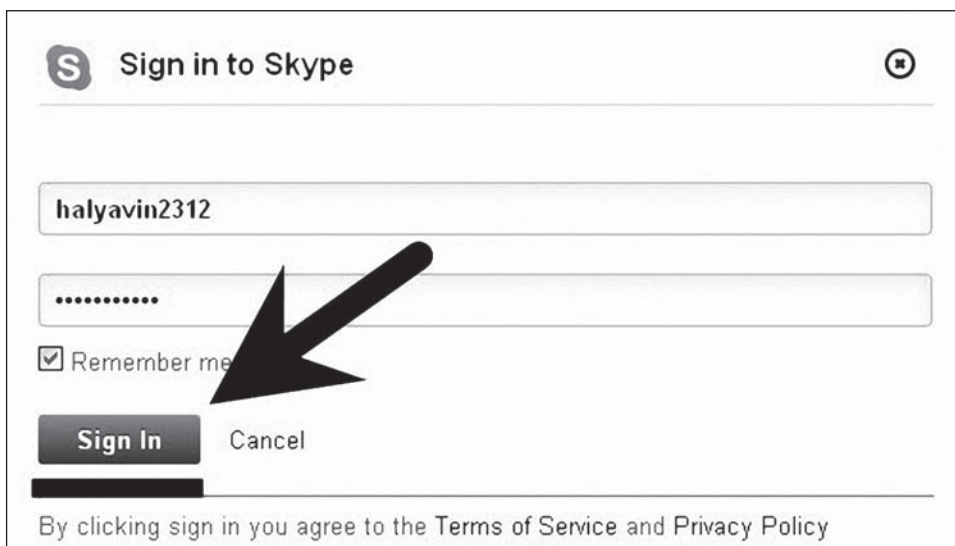 S Sign in to Skype
halyavin2312
•••••••••••
Remember me
Sign In Cancel
By clicking sign in you agree to the Terms of Service and Privacy Policy